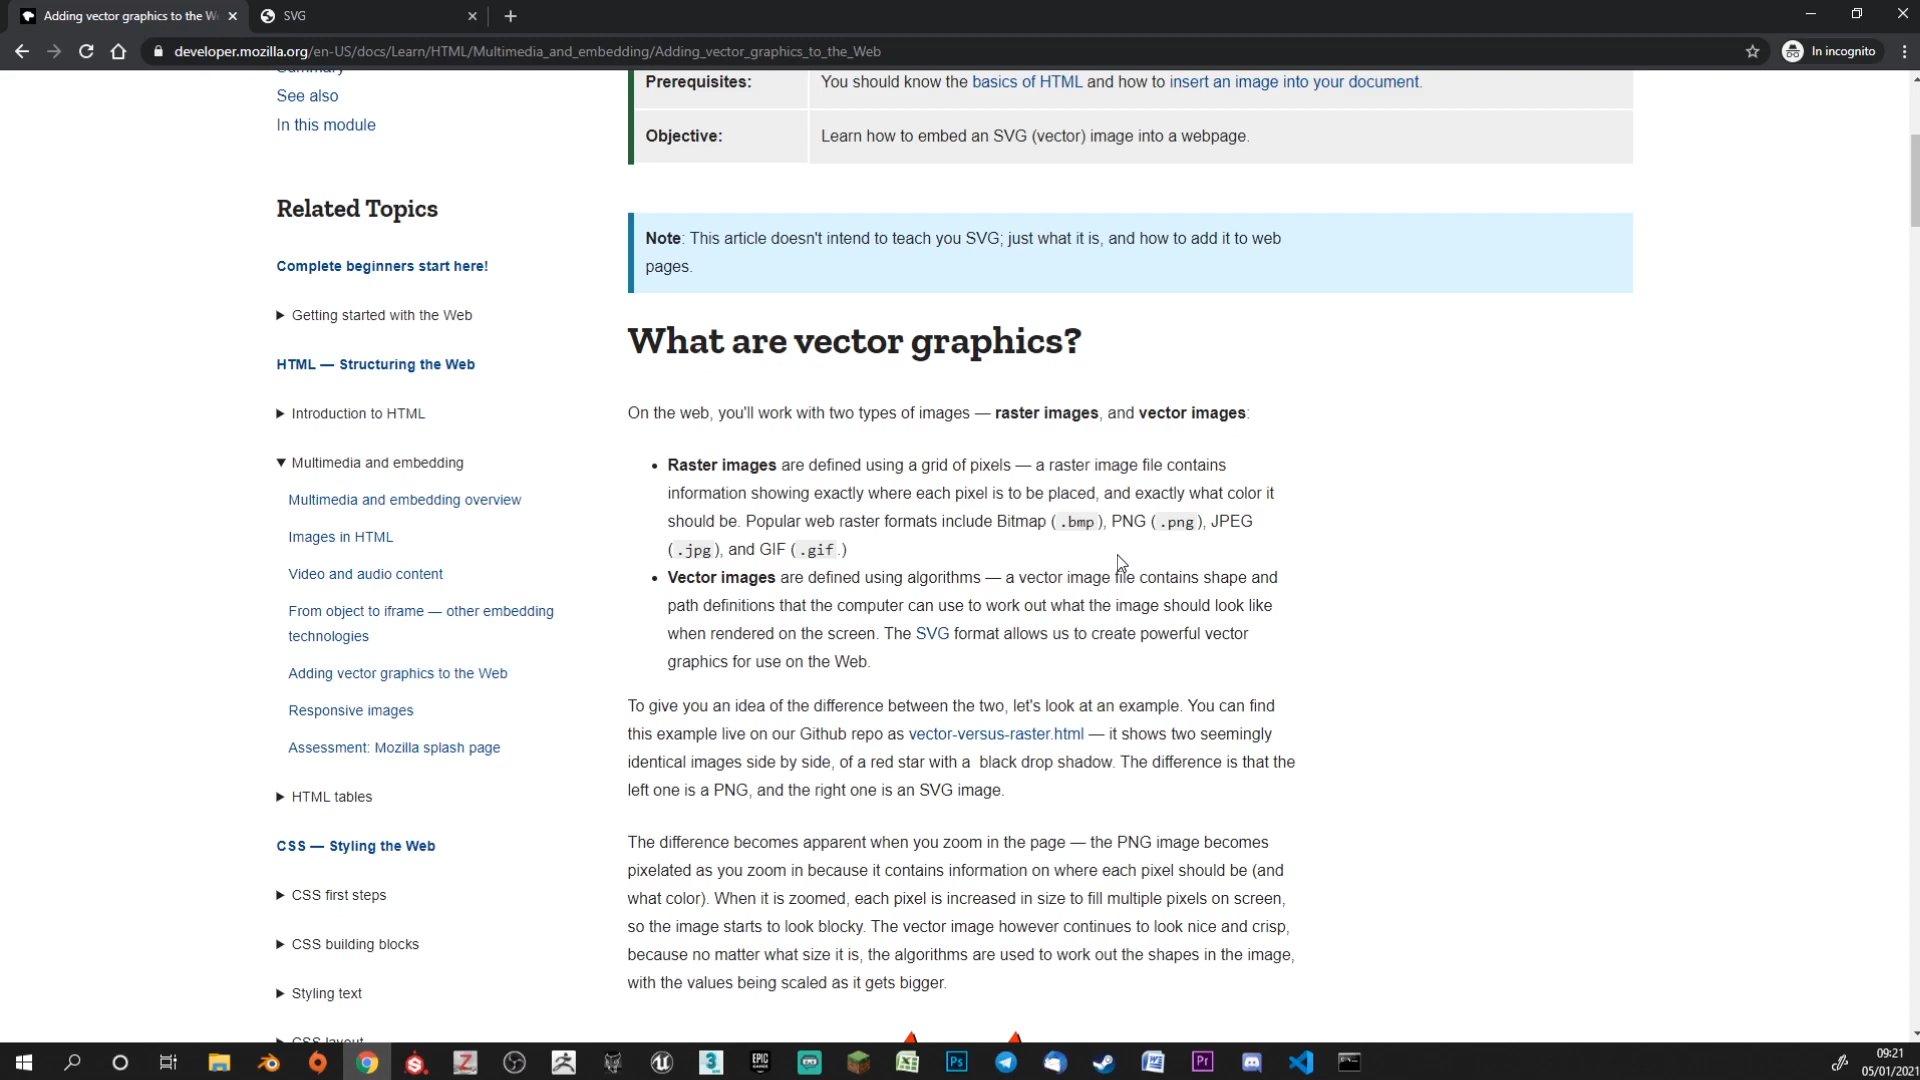 Adding vector graphics to the W
SVG
developer.mozilla.org/en-US/docs/Learn/HTML/Multimedia_and_embedding/Adding_vector_graphics_to_the_Web
In incognito
Summary
See also
In this module
Related Topics
Complete beginners start here!
Getting started with the Web
HTML — Structuring the Web
Introduction to HTML
Multimedia and embedding
Multimedia and embedding overview
Images in HTML
Video and audio content
From object to iframe — other embedding
technologies
Adding vector graphics to the Web
Responsive images
Assessment: Mozilla splash page
HTML tables
CSS — Styling the Web
CSS first steps
CSS building blocks
Styling text
CSS layout
Prerequisites: You should know the basics of HTML and how to insert an image into your document.
Objective: Learn how to embed an SVG (vector) image into a webpage.
Note: This article doesn't intend to teach you SVG; just what it is, and how to add it to web
pages.
What are vector graphics?
On the web, you'll work with two types of images — raster images, and vector images:
• Raster images are defined using a grid of pixels — a raster image file contains
information showing exactly where each pixel is to be placed, and exactly what color it
should be. Popular web raster formats include Bitmap (.bmp), PNG (.png), JPEG
(.jpg), and GIF (.gif.)
• Vector images are defined using algorithms — a vector image file contains shape and
path definitions that the computer can use to work out what the image should look like
when rendered on the screen. The SVG format allows us to create powerful vector
graphics for use on the Web.
To give you an idea of the difference between the two, let's look at an example. You can find
this example live on our Github repo as vector-versus-raster.html — it shows two seemingly
identical images side by side, of a red star with a  black drop shadow. The difference is that the
left one is a PNG, and the right one is an SVG image.
The difference becomes apparent when you zoom in the page — the PNG image becomes
pixelated as you zoom in because it contains information on where each pixel should be (and
what color). When it is zoomed, each pixel is increased in size to fill multiple pixels on screen,
so the image starts to look blocky. The vector image however continues to look nice and crisp,
because no matter what size it is, the algorithms are used to work out the shapes in the image,
with the values being scaled as it gets bigger.
EPIC
GAMES
Ps
Pr
09:21
05/01/2021